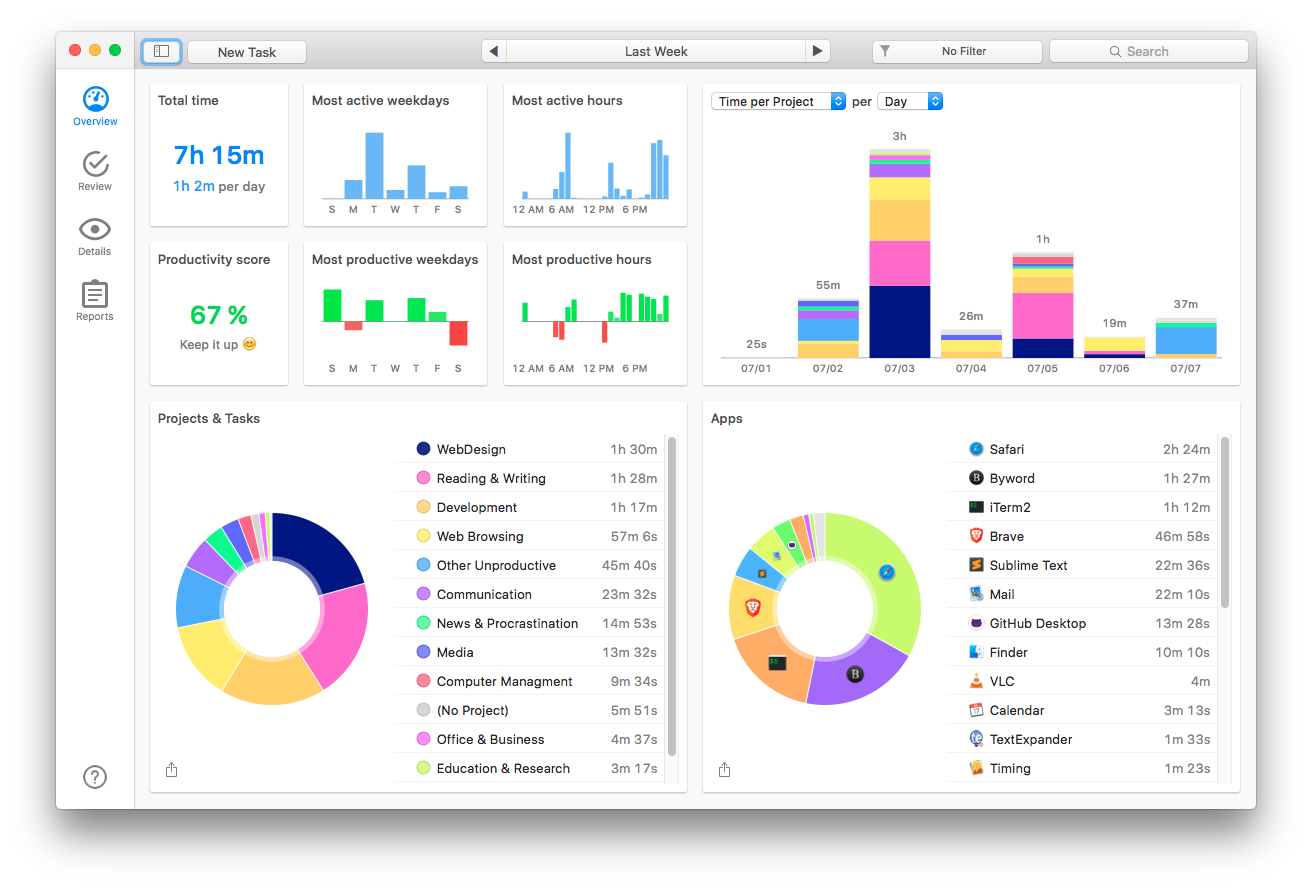 New Task
Last Week
No Filter
Search
Overview
Review
Details
Reports
Total time
7h 15m
1h 2m per day
Most active weekdays
S M T W T F S
Most active hours
12 AM 6 AM 12 PM 6 PM
Productivity score
67 %
Keep it up
Most productive weekdays
S M T W T F S
Most productive hours
12 AM 6 AM 12 PM 6 PM
Time per Project per Day
3h
1h
55m
37m
26m
19m
25s
07/01 07/02 07/03 07/04 07/05 07/06 07/07
Projects & Tasks
WebDesign 1h 30m
Reading & Writing 1h 28m
Development 1h 17m
Web Browsing 57m 6s
Other Unproductive 45m 40s
Communication 23m 32s
News & Procrastination 14m 53s
Media 13m 32s
Computer Managment 9m 34s
(No Project) 5m 51s
Office & Business 4m 37s
Education & Research 3m 17s
Apps
Safari 2h 24m
Byword 1h 27m
iTerm2 1h 12m
Brave 46m 58s
Sublime Text 22m 36s
Mail 22m 10s
GitHub Desktop 13m 28s
Finder 10m 10s
VLC 4m
Calendar 3m 13s
TextExpander 1m 33s
Timing 1m 23s
B
B
17
?